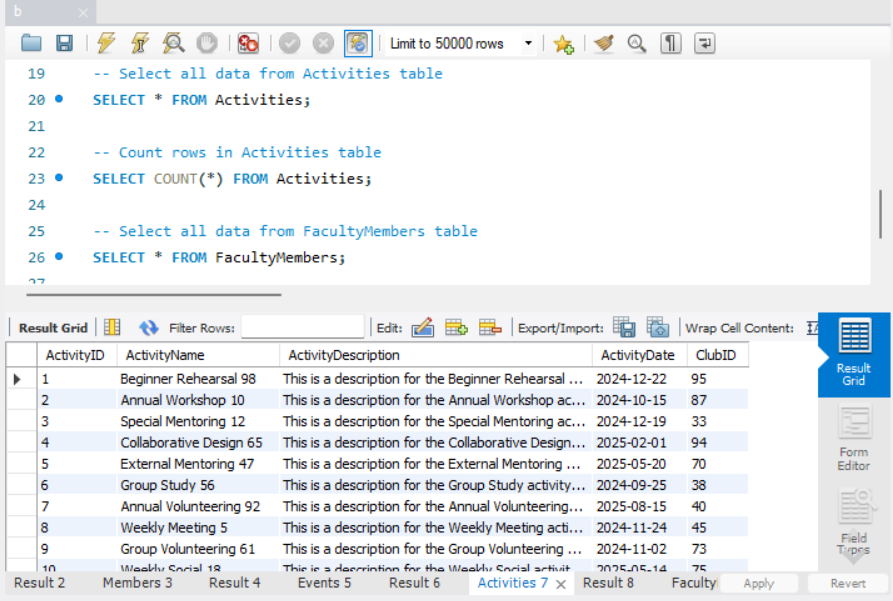 b ×
Limit to 50000 rows
19 -- Select all data from Activities table
20 SELECT * FROM Activities;
21
22 -- Count rows in Activities table
23 SELECT COUNT(*) FROM Activities;
24
25 -- Select all data from FacultyMembers table
26 SELECT * FROM FacultyMembers;
27
Result Grid Filter Rows: Edit: Export/Import: Wrap Cell Content:
ActivityID ActivityName ActivityDescription ActivityDate ClubID
1 Beginner Rehearsal 98 This is a description for the Beginner Rehearsal ... 2024-12-22 95
2 Annual Workshop 10 This is a description for the Annual Workshop ac... 2024-10-15 87
3 Special Mentoring 12 This is a description for the Special Mentoring ac... 2024-12-19 33
4 Collaborative Design 65 This is a description for the Collaborative Design... 2025-02-01 94
5 External Mentoring 47 This is a description for the External Mentoring ... 2025-05-20 70
6 Group Study 56 This is a description for the Group Study activity... 2024-09-25 38
7 Annual Volunteering 92 This is a description for the Annual Volunteering... 2025-08-15 40
8 Weekly Meeting 5 This is a description for the Weekly Meeting acti... 2024-11-24 45
9 Group Volunteering 61 This is a description for the Group Volunteering ... 2024-11-02 73
10 Weekly Social 18 This is a description for the Weekly Social activit... 2025-05-14 75
Result
Grid
Form
Editor
Field
Types
Result 2 Members 3 Result 4 Events 5 Result 6 Activities 7 × Result 8 Faculty Apply Revert